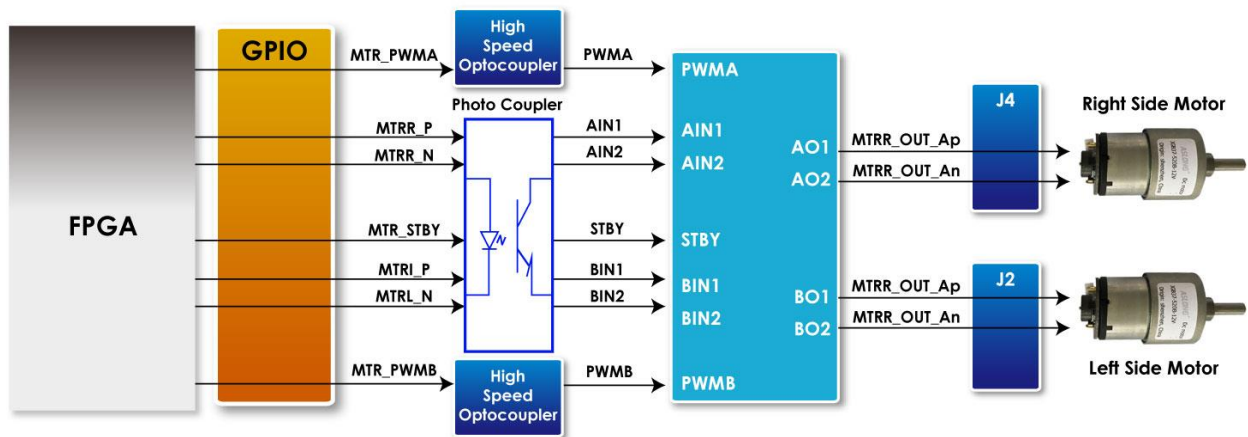 FPGA
GPIO
MTR_PWMA
MTRR_P
MTRR_N
MTR_STBY
MTRI_P
MTRL_N
MTR_PWMB
High
Speed
Optocoupler
Photo Coupler
High
Speed
Optocoupler
PWMA
AIN1
AIN2
STBY
BIN1
BIN2
PWMB
PWMA
AIN1
AIN2
STBY
BIN1
BIN2
PWMB
AO1
AO2
BO1
BO2
MTRR_OUT_Ap
MTRR_OUT_An
MTRR_OUT_Ap
MTRR_OUT_An
J4
J2
Right Side Motor
Left Side Motor